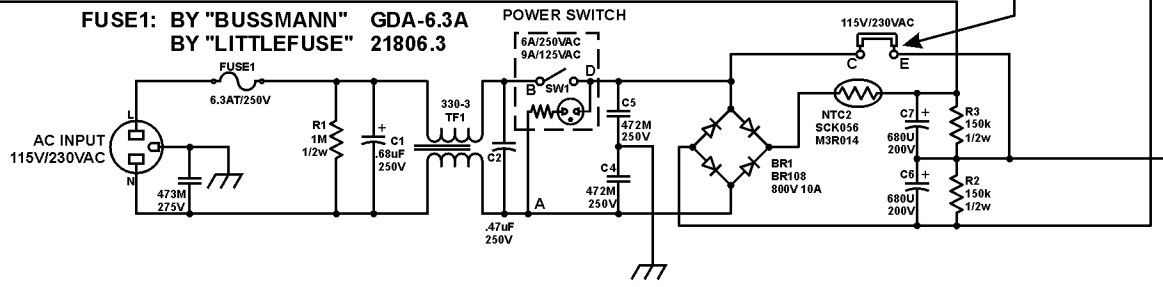 FUSE1: BY "BUSSMANN" GDA-6.3A
BY "LITTLEFUSE" 21806.3
POWER SWITCH
6A/250VAC
9A/125VAC
115V/230VAC
FUSE1
6.3AT/250V
B
D
SW1
C
E
L
AC INPUT
115V/230VAC
N
R1
1M
1/2w
+
C1
.68uF
250V
330-3
TF1
C2
.47uF
250V
A
C5
472M
250V
C4
472M
250V
473M
275V
NTC2
SCK056
M3R014
BR1
BR108
800V 10A
C7
+
680U
200V
R3
150k
1/2w
C6
+
680U
200V
R2
150k
1/2w